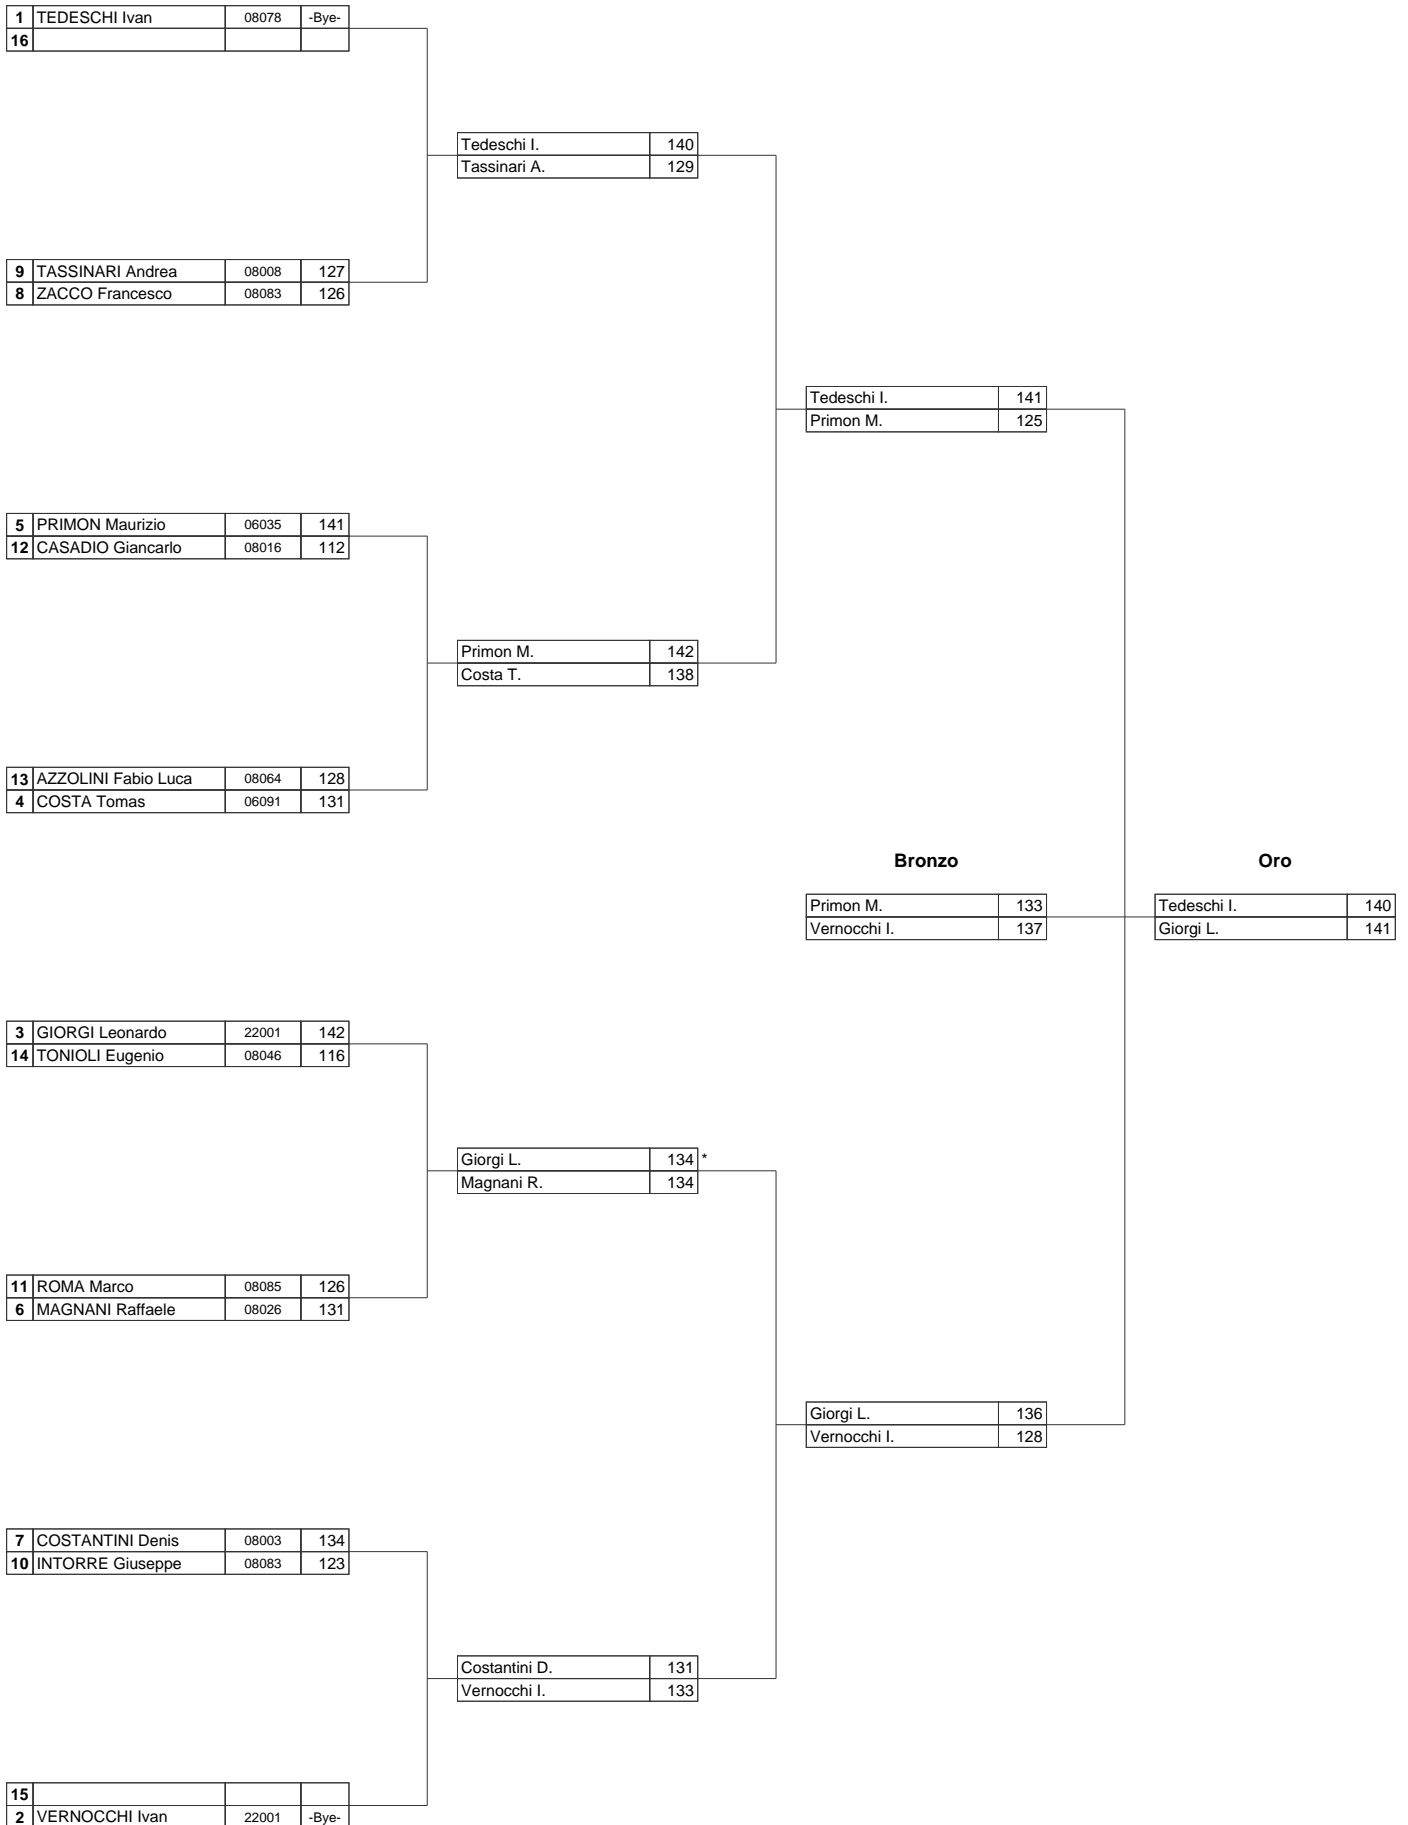 1 TEDESCHI Ivan 08078 -Bye-
16
Tedeschi I. 140
Tassinari A. 129
9 TASSINARI Andrea 08008 127
8 ZACCO Francesco 08083 126
Tedeschi I. 141
Primon M. 125
5 PRIMON Maurizio 06035 141
12 CASADIO Giancarlo 08016 112
Primon M. 142
Costa T. 138
13 AZZOLINI Fabio Luca 08064 128
4 COSTA Tomas 06091 131
Bronzo Oro
Primon M. 133 Tedeschi I. 140
Vernocchi I. 137 Giorgi L. 141
3 GIORGI Leonardo 22001 142
14 TONIOLI Eugenio 08046 116
Giorgi L. 134 *
Magnani R. 134
11 ROMA Marco 08085 126
6 MAGNANI Raffaele 08026 131
Giorgi L. 136
Vernocchi I. 128
7 COSTANTINI Denis 08003 134
10 INTORRE Giuseppe 08083 123
Costantini D. 131
Vernocchi I. 133
15
2 VERNOCCHI Ivan 22001 -Bye-